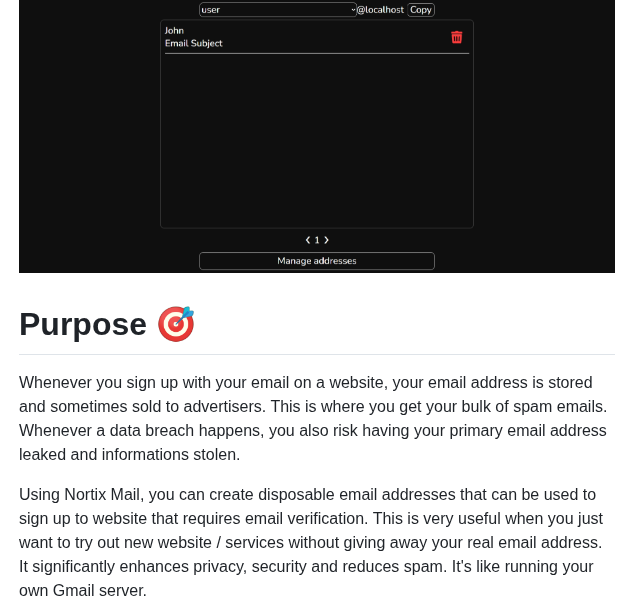 user @localhost Copy
John
Email Subject
1
Manage addresses
Purpose
Whenever you sign up with your email on a website, your email address is stored
and sometimes sold to advertisers. This is where you get your bulk of spam emails.
Whenever a data breach happens, you also risk having your primary email address
leaked and informations stolen.
Using Nortix Mail, you can create disposable email addresses that can be used to
sign up to website that requires email verification. This is very useful when you just
want to try out new website / services without giving away your real email address.
It significantly enhances privacy, security and reduces spam. It's like running your
own Gmail server.